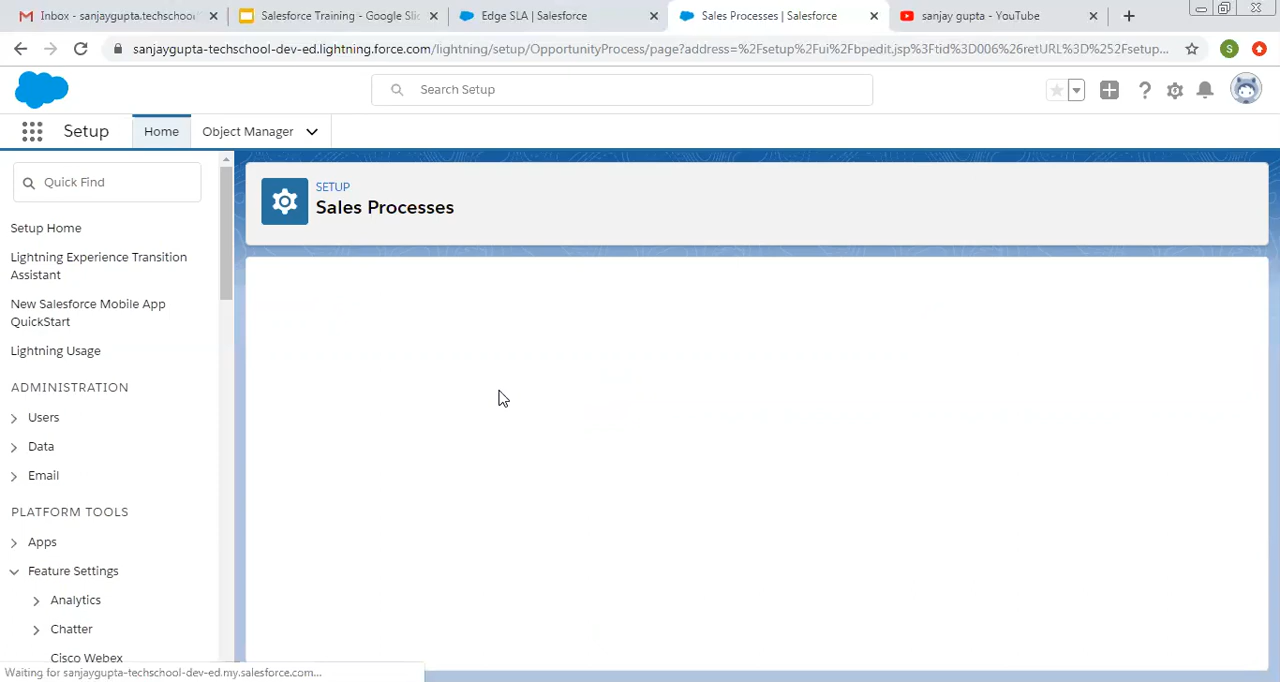 Inbox - sanjaygupta.techschool
Salesforce Training - Google Sli
Edge SLA | Salesforce
Sales Processes | Salesforce
sanjay gupta - YouTube
sanjaygupta-techschool-dev-ed.lightning.force.com/lightning/setup/OpportunityProcess/page?address=%2Fsetup%2Fui%2Fbpedit.jsp%3Ftid%3D006%26retURL%3D%252Fsetup...
S
Search Setup
Setup
Home
Object Manager
Quick Find
SETUP
Sales Processes
Setup Home
Lightning Experience Transition
Assistant
New Salesforce Mobile App
QuickStart
Lightning Usage
ADMINISTRATION
Users
Data
Email
PLATFORM TOOLS
Apps
Feature Settings
Analytics
Chatter
Cisco Webex
Waiting for sanjaygupta-techschool-dev-ed.my.salesforce.com...